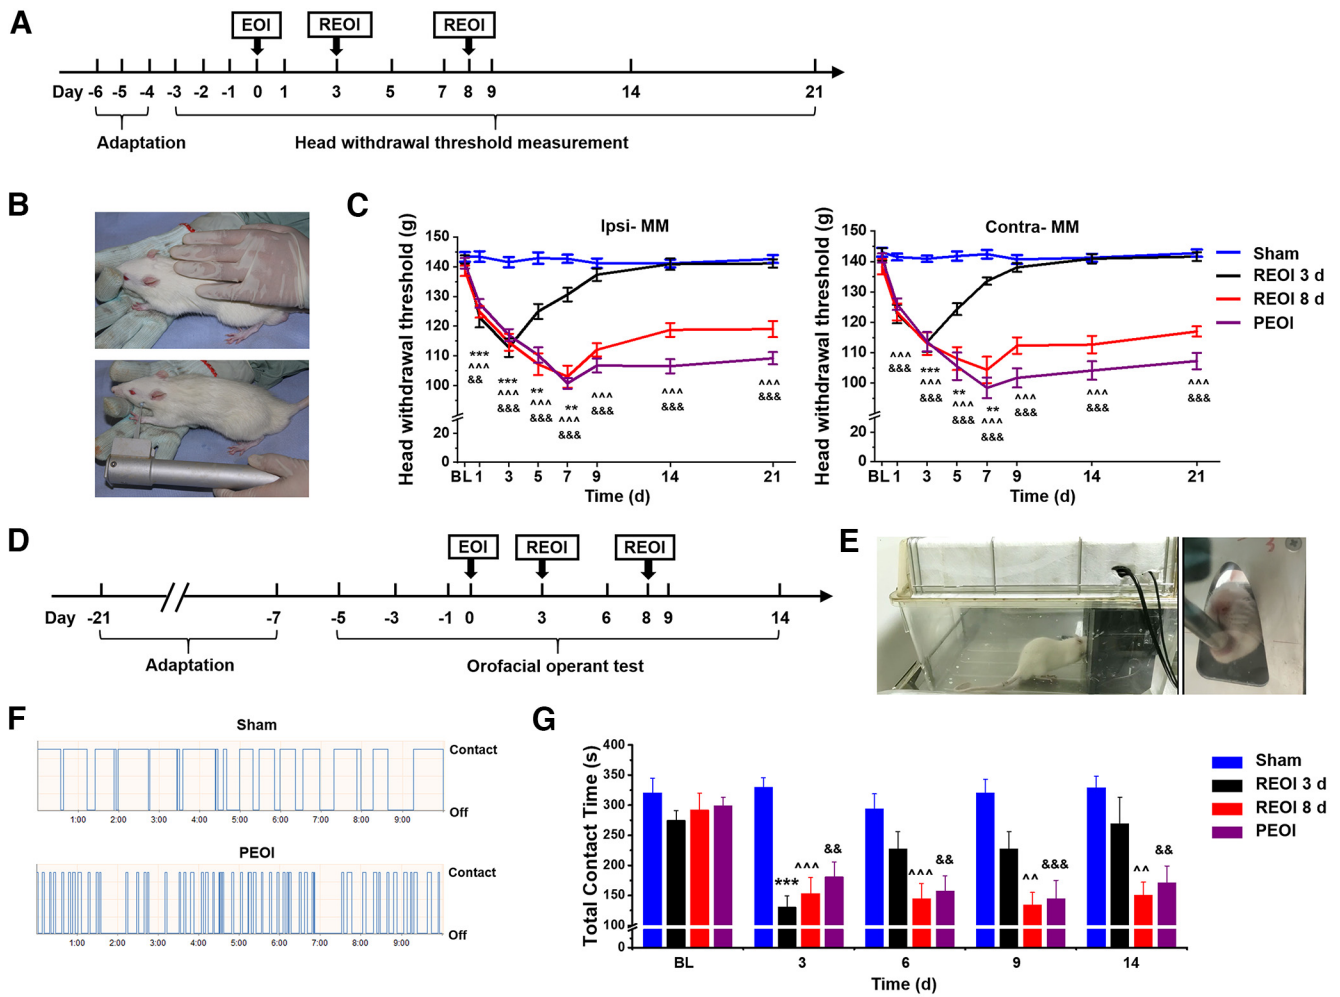 A
EOI REOI REOI
Day -6 -5 -4 -3 -2 -1 0 1 3 5 7 8 9 14 21
Adaptation Head withdrawal threshold measurement
B
C
Ipsi- MM
Head withdrawal threshold (g)
150
140
130
120
110
100
20
0
*** ^^^ &&
*** ^^^ &&&
** ^^^ &&&
** ^^^ &&&
^^^ &&&
^^^ &&&
^^^ &&&
BL 1 3 5 7 9 14 21
Time (d)
Contra- MM
Head withdrawal threshold (g)
150
140
130
120
110
100
20
0
^^^ &&&
*** ^^^ &&&
** ^^^ &&&
** ^^^ &&&
^^^ &&&
^^^ &&&
^^^ &&&
BL 1 3 5 7 9 14 21
Time (d)
Sham
REOI 3 d
REOI 8 d
PEOI
D
EOI REOI REOI
Day -21 -7 -5 -3 -1 0 3 6 8 9 14
Adaptation Orofacial operant test
E
F
Sham
Contact
Off
1:00 2:00 3:00 4:00 5:00 6:00 7:00 8:00 9:00
PEOI
Contact
Off
1:00 2:00 3:00 4:00 5:00 6:00 7:00 8:00 9:00
G
Total Contact Time (s)
400
350
300
250
200
150
100
0
*** ^^^ &&
^^^ &&
^^ &&&
^^ &&
BL 3 6 9 14
Time (d)
Sham
REOI 3 d
REOI 8 d
PEOI